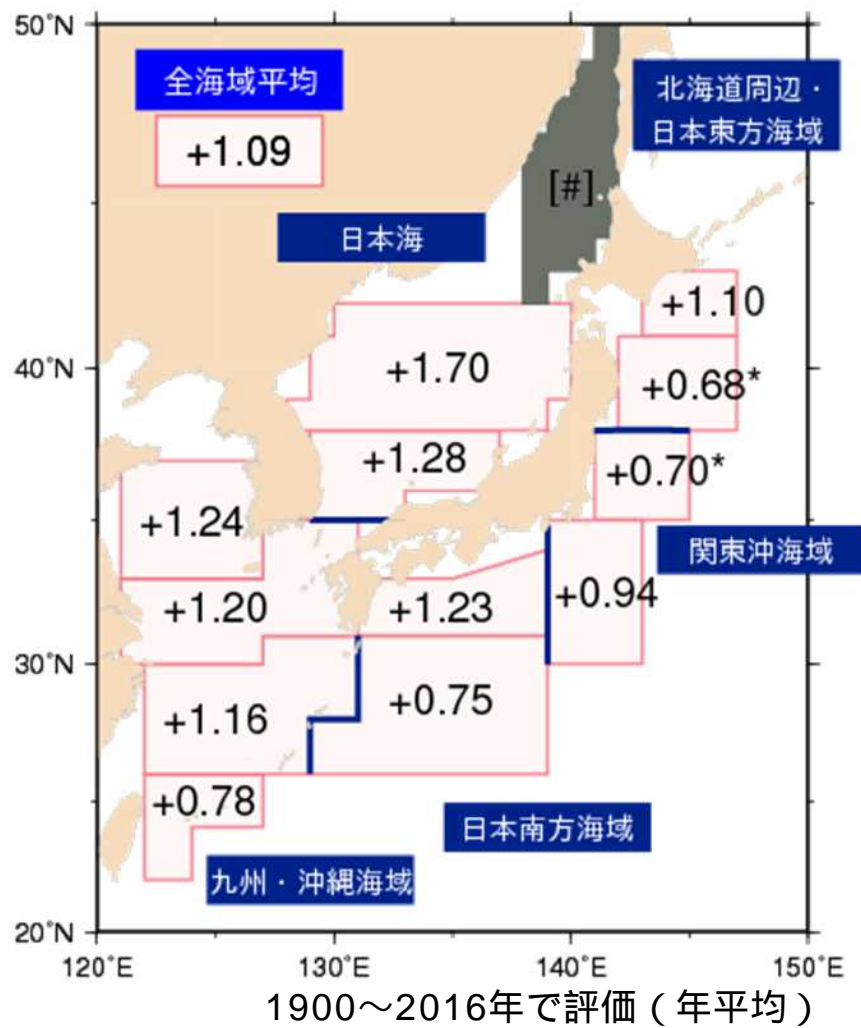 50°N
全海域平均
+1.09
北海道周辺・
日本東方海域
[#]
日本海
+1.10
+1.70
40°N
+0.68*
+1.28
+0.70*
+1.24
関東沖海域
+1.20
+1.23
+0.94
30°N
+1.16
+0.75
+0.78
日本南方海域
九州・沖縄海域
20°N
120°E
130°E
140°E
150°E
1900～2016年で評価（年平均）